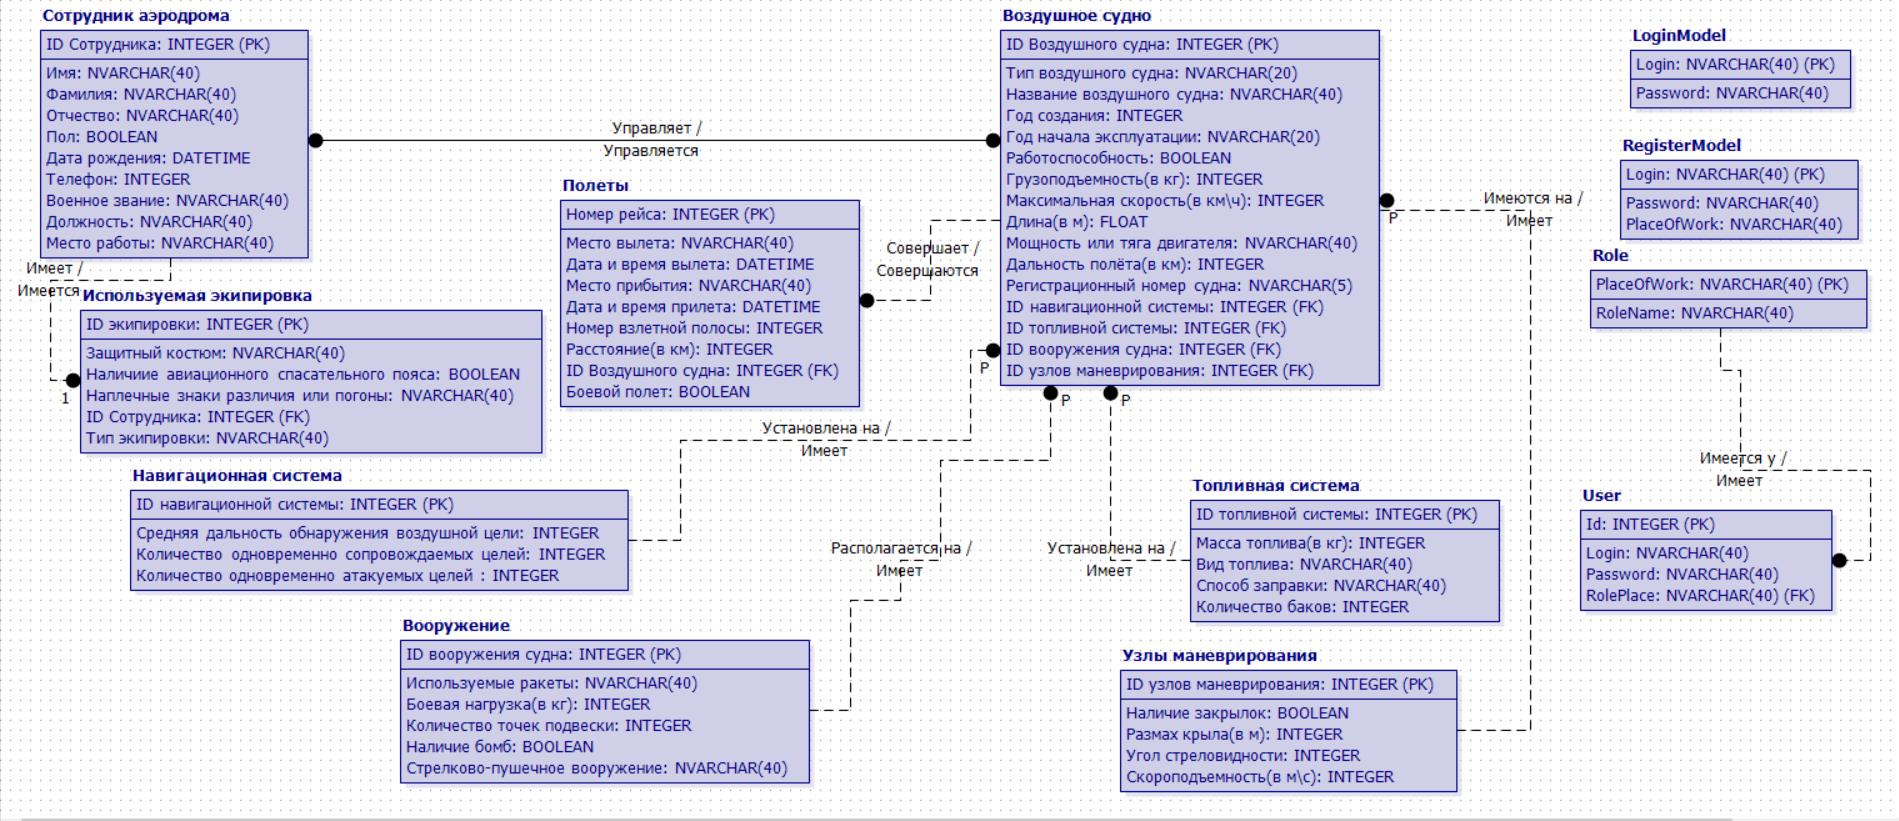 Сотрудник аэродрома
ID Сотрудника: INTEGER (PK)
Имя: NVARCHAR(40)
Фамилия: NVARCHAR(40)
Отчество: NVARCHAR(40)
Пол: BOOLEAN
Дата рождения: DATETIME
Телефон: INTEGER
Военное звание: NVARCHAR(40)
Должность: NVARCHAR(40)
Место работы: NVARCHAR(40)
Управляет /
Управляется
Имеет /
Имеется
Используемая экипировка
ID экипировки: INTEGER (PK)
Защитный костюм: NVARCHAR(40)
Наличиие авиационного спасательного пояса: BOOLEAN
Наплечные знаки различия или погоны: NVARCHAR(40)
ID Сотрудника: INTEGER (FK)
Тип экипировки: NVARCHAR(40)
1
Полеты
Номер рейса: INTEGER (PK)
Место вылета: NVARCHAR(40)
Дата и время вылета: DATETIME
Место прибытия: NVARCHAR(40)
Дата и время прилета: DATETIME
Номер взлетной полосы: INTEGER
Расстояние(в км): INTEGER
ID Воздушного судна: INTEGER (FK)
Боевой полет: BOOLEAN
Совершает /
Совершаются
Воздушное судно
ID Воздушного судна: INTEGER (PK)
Тип воздушного судна: NVARCHAR(20)
Название воздушного судна: NVARCHAR(40)
Год создания: INTEGER
Год начала эксплуатации: NVARCHAR(20)
Работоспособность: BOOLEAN
Грузоподъемность(в кг): INTEGER
Максимальная скорость(в км\ч): INTEGER
Длина(в м): FLOAT
Мощность или тяга двигателя: NVARCHAR(40)
Дальность полёта(в км): INTEGER
Регистрационный номер судна: NVARCHAR(5)
ID навигационной системы: INTEGER (FK)
ID топливной системы: INTEGER (FK)
ID вооружения судна: INTEGER (FK)
ID узлов маневрирования: INTEGER (FK)
P
P
P
P
Имеются на /
Имеет
LoginModel
Login: NVARCHAR(40) (PK)
Password: NVARCHAR(40)
RegisterModel
Login: NVARCHAR(40) (PK)
Password: NVARCHAR(40)
PlaceOfWork: NVARCHAR(40)
Role
PlaceOfWork: NVARCHAR(40) (PK)
RoleName: NVARCHAR(40)
Имеется у /
Имеет
User
Id: INTEGER (PK)
Login: NVARCHAR(40)
Password: NVARCHAR(40)
RolePlace: NVARCHAR(40) (FK)
Установлена на /
Имеет
Навигационная система
ID навигационной системы: INTEGER (PK)
Средняя дальность обнаружения воздушной цели: INTEGER
Количество одновременно сопровождаемых целей: INTEGER
Количество одновременно атакуемых целей : INTEGER
Располагается на /
Имеет
Установлена на /
Имеет
Топливная система
ID топливной системы: INTEGER (PK)
Масса топлива(в кг): INTEGER
Вид топлива: NVARCHAR(40)
Способ заправки: NVARCHAR(40)
Количество баков: INTEGER
Вооружение
ID вооружения судна: INTEGER (PK)
Используемые ракеты: NVARCHAR(40)
Боевая нагрузка(в кг): INTEGER
Количество точек подвески: INTEGER
Наличие бомб: BOOLEAN
Стрелково-пушечное вооружение: NVARCHAR(40)
Узлы маневрирования
ID узлов маневрирования: INTEGER (PK)
Наличие закрылок: BOOLEAN
Размах крыла(в м): INTEGER
Угол стреловидности: INTEGER
Скороподъемность(в м\с): INTEGER